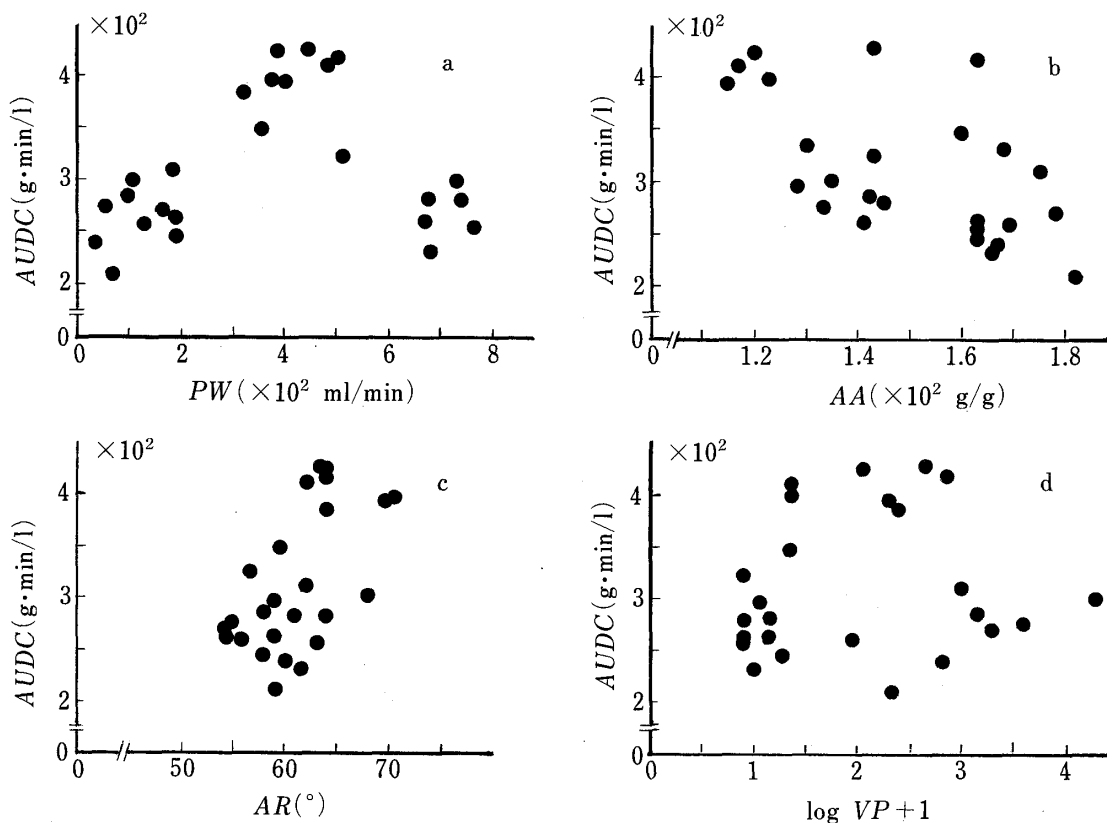 ×10²
a
AUDC(g·min/l)
4
3
2
0
0 2 4 6 8
PW(×10² ml/min)
×10²
b
AUDC(g·min/l)
4
3
2
0
0 1.2 1.4 1.6 1.8
AA(×10² g/g)
×10²
c
AUDC(g·min/l)
4
3
2
0
50 60 70
AR(°)
×10²
d
AUDC(g·min/l)
4
3
2
0
0 1 2 3 4
log VP+1